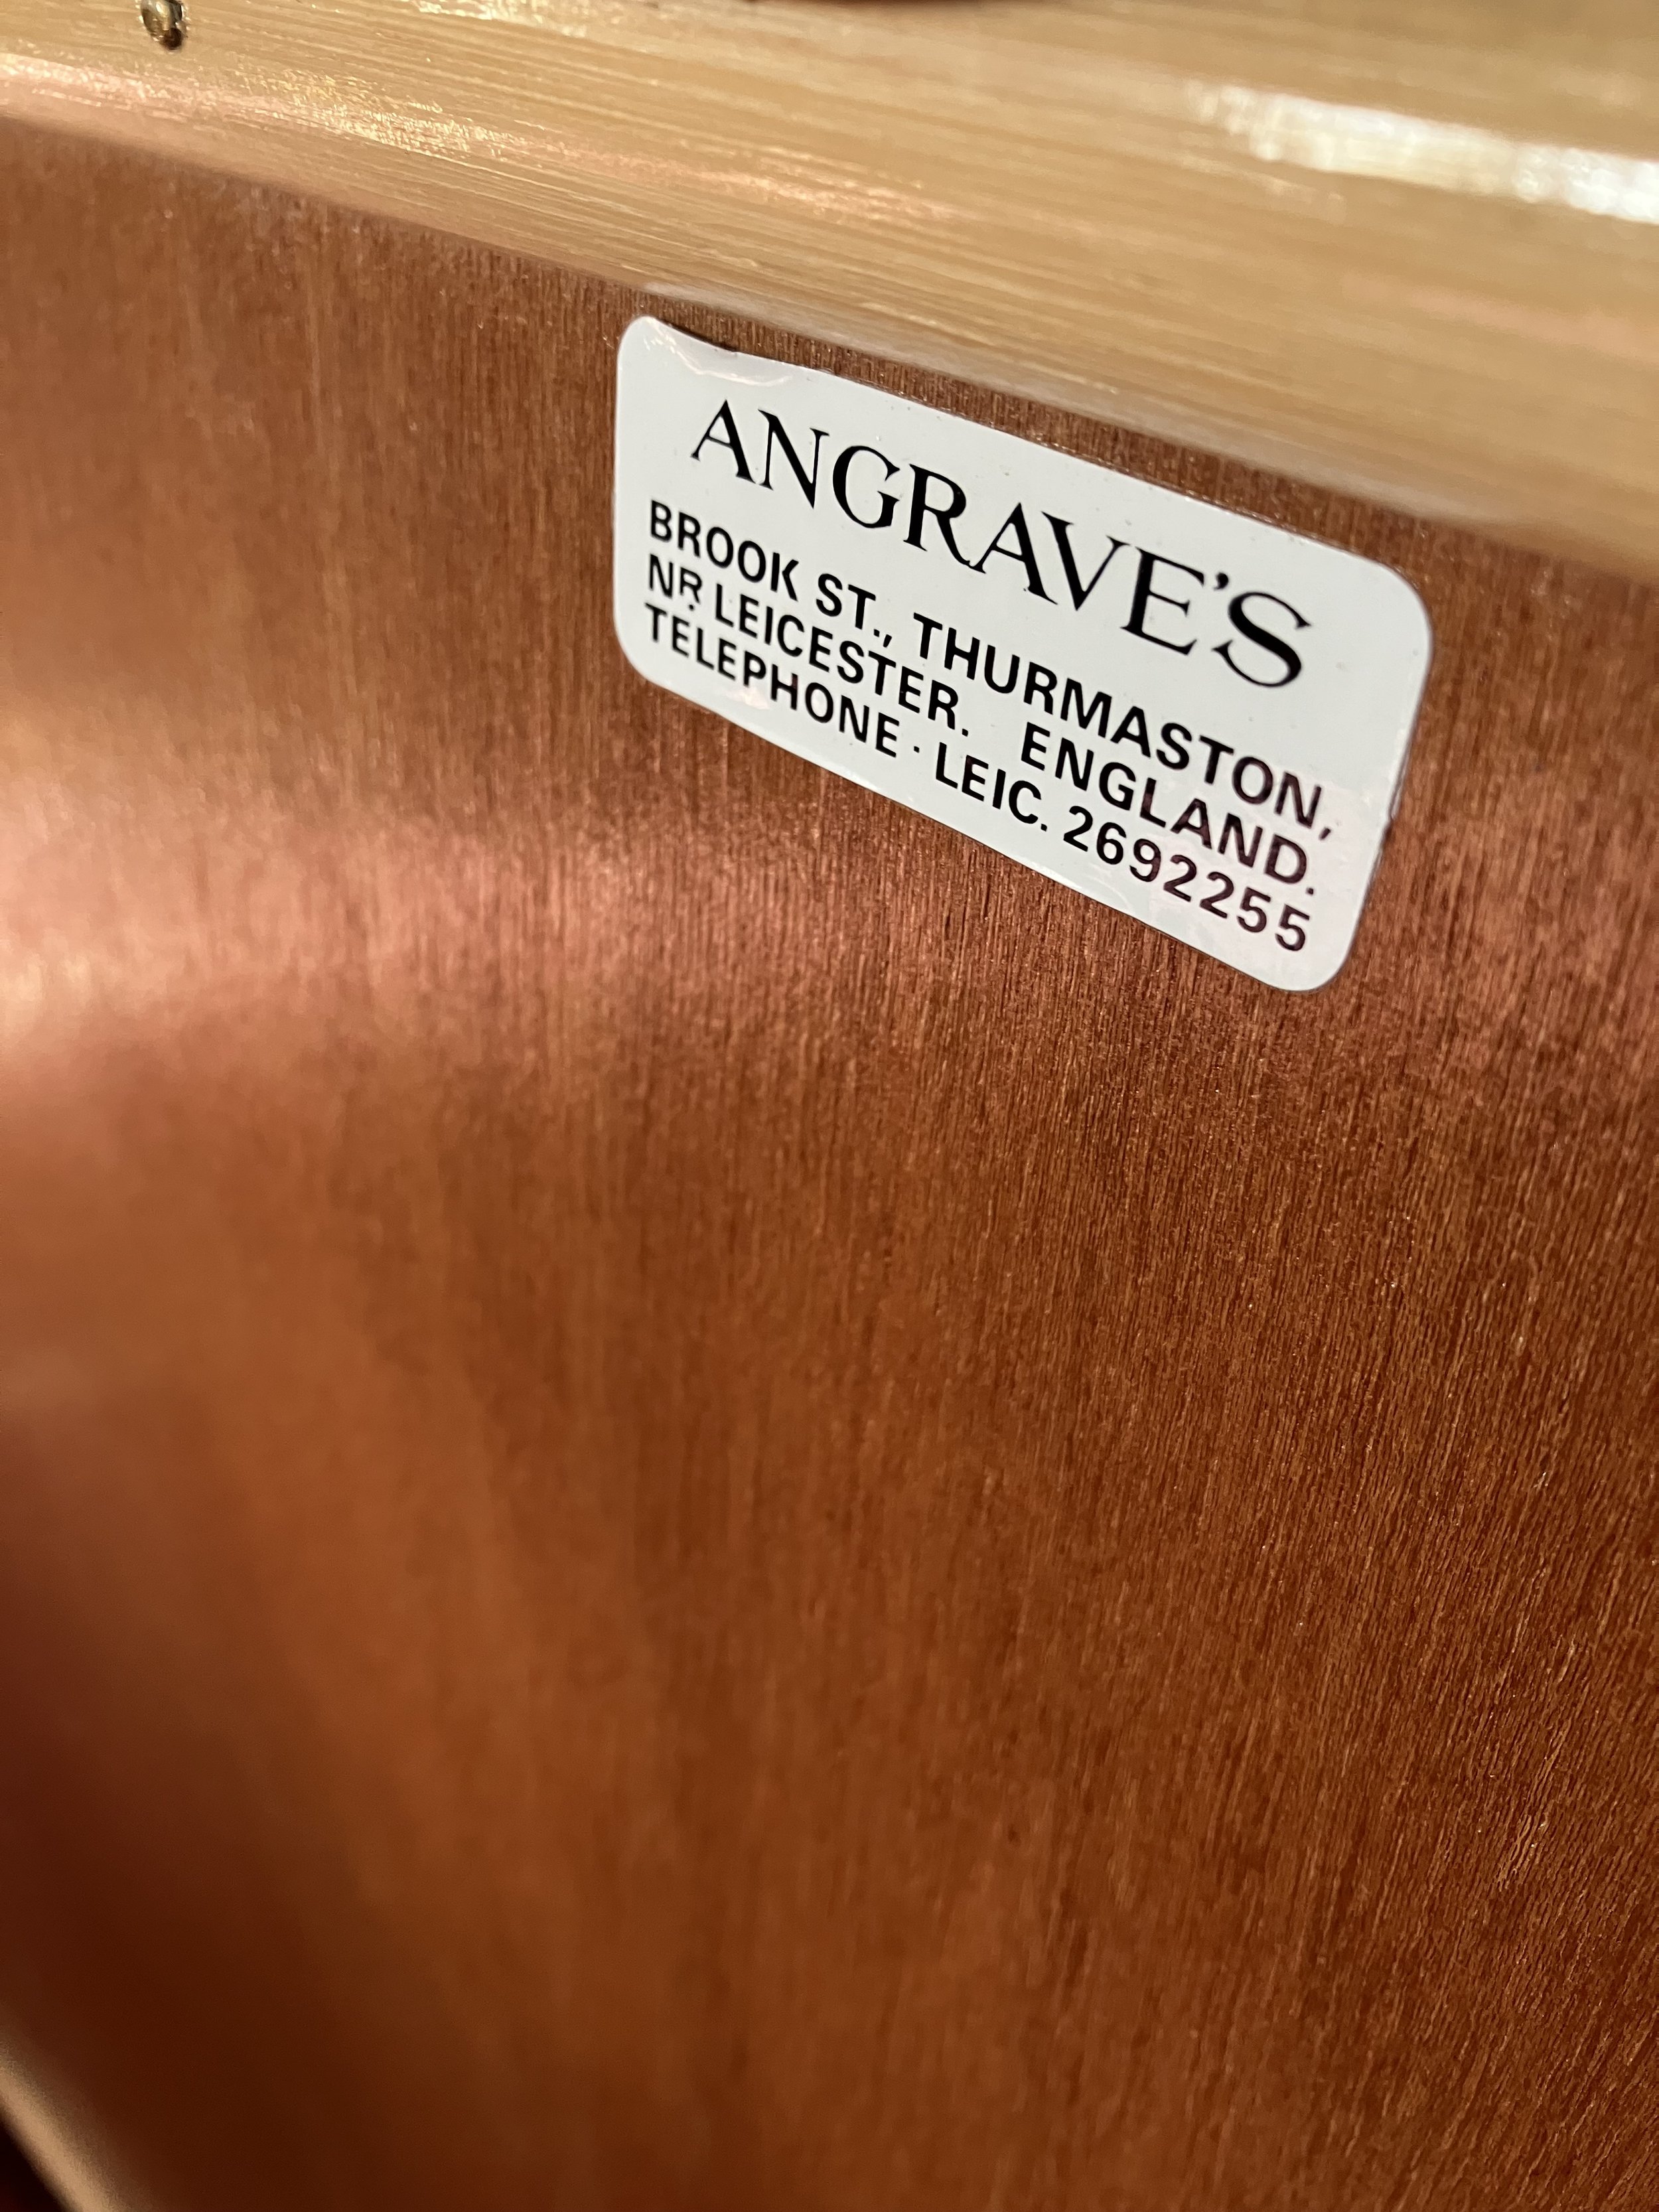 ANGRAVE'S
BROOK ST., THURMASTON,
NR. LEICESTER. ENGLAND.
TELEPHONE · LEIC. 2692255